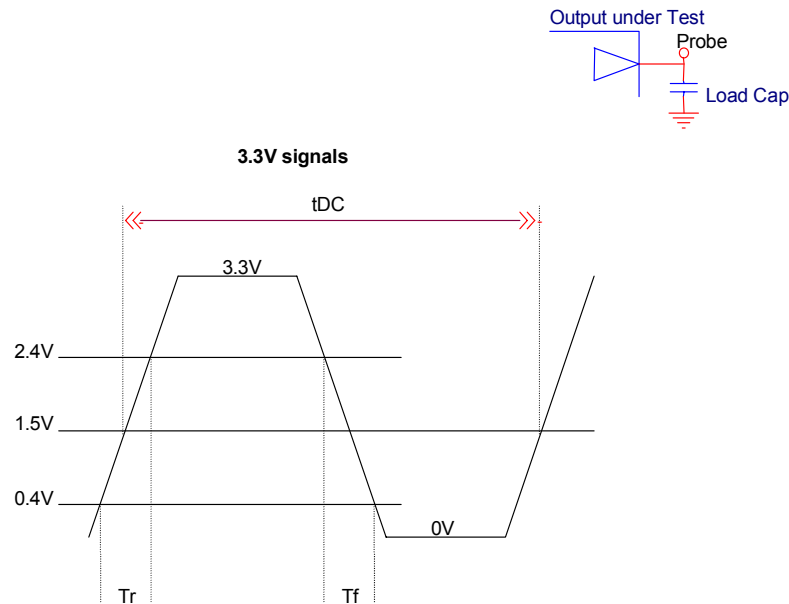 Output under Test
Probe
Load Cap
3.3V signals
tDC
3.3V
2.4V
1.5V
0.4V
0V
Tr
Tf